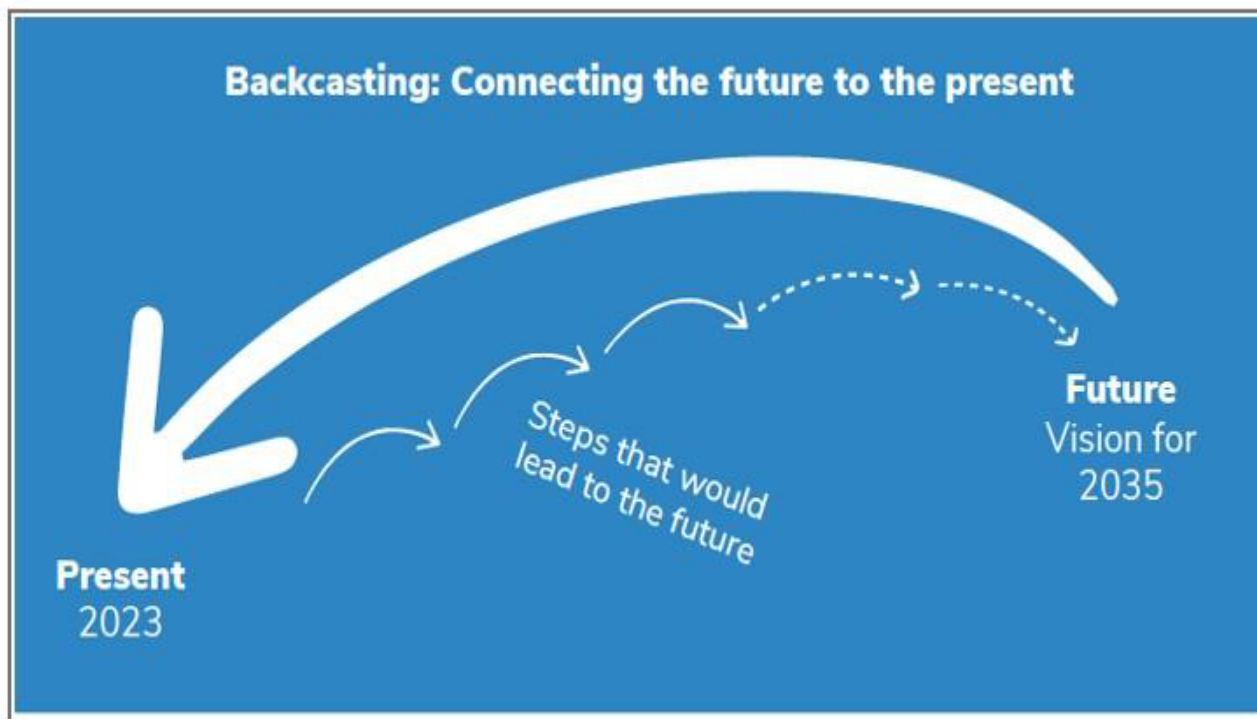 Backcasting: Connecting the future to the present
Steps that would
lead to the future
Future
Vision for
2035
Present
2023